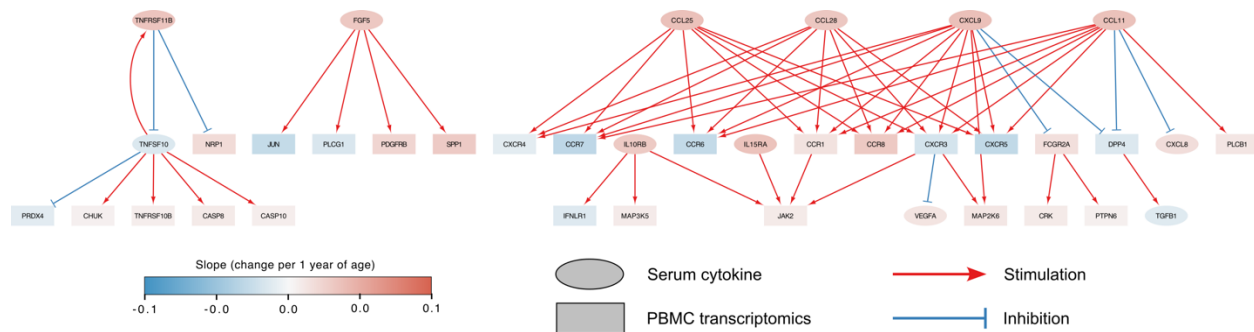 TNFRSF11B
FGF5
CCL25
CCL28
CXCL9
CCL11
TNFSF10
NRP1
JUN
PLCG1
PDGFRB
SPP1
CXCR4
CCR7
IL10RB
CCR6
IL15RA
CCR1
CCR8
CXCR3
CXCR5
FCGR2A
DPP4
CXCL8
PLCB1
PRDX4
CHUK
TNFRSF10B
CASP8
CASP10
IFNLR1
MAP3K5
JAK2
VEGFA
MAP2K6
CRK
PTPN6
TGFB1
Slope (change per 1 year of age)
-0.1
-0.0
0.0
0.0
0.1
Serum cytokine
Stimulation
PBMC transcriptomics
Inhibition